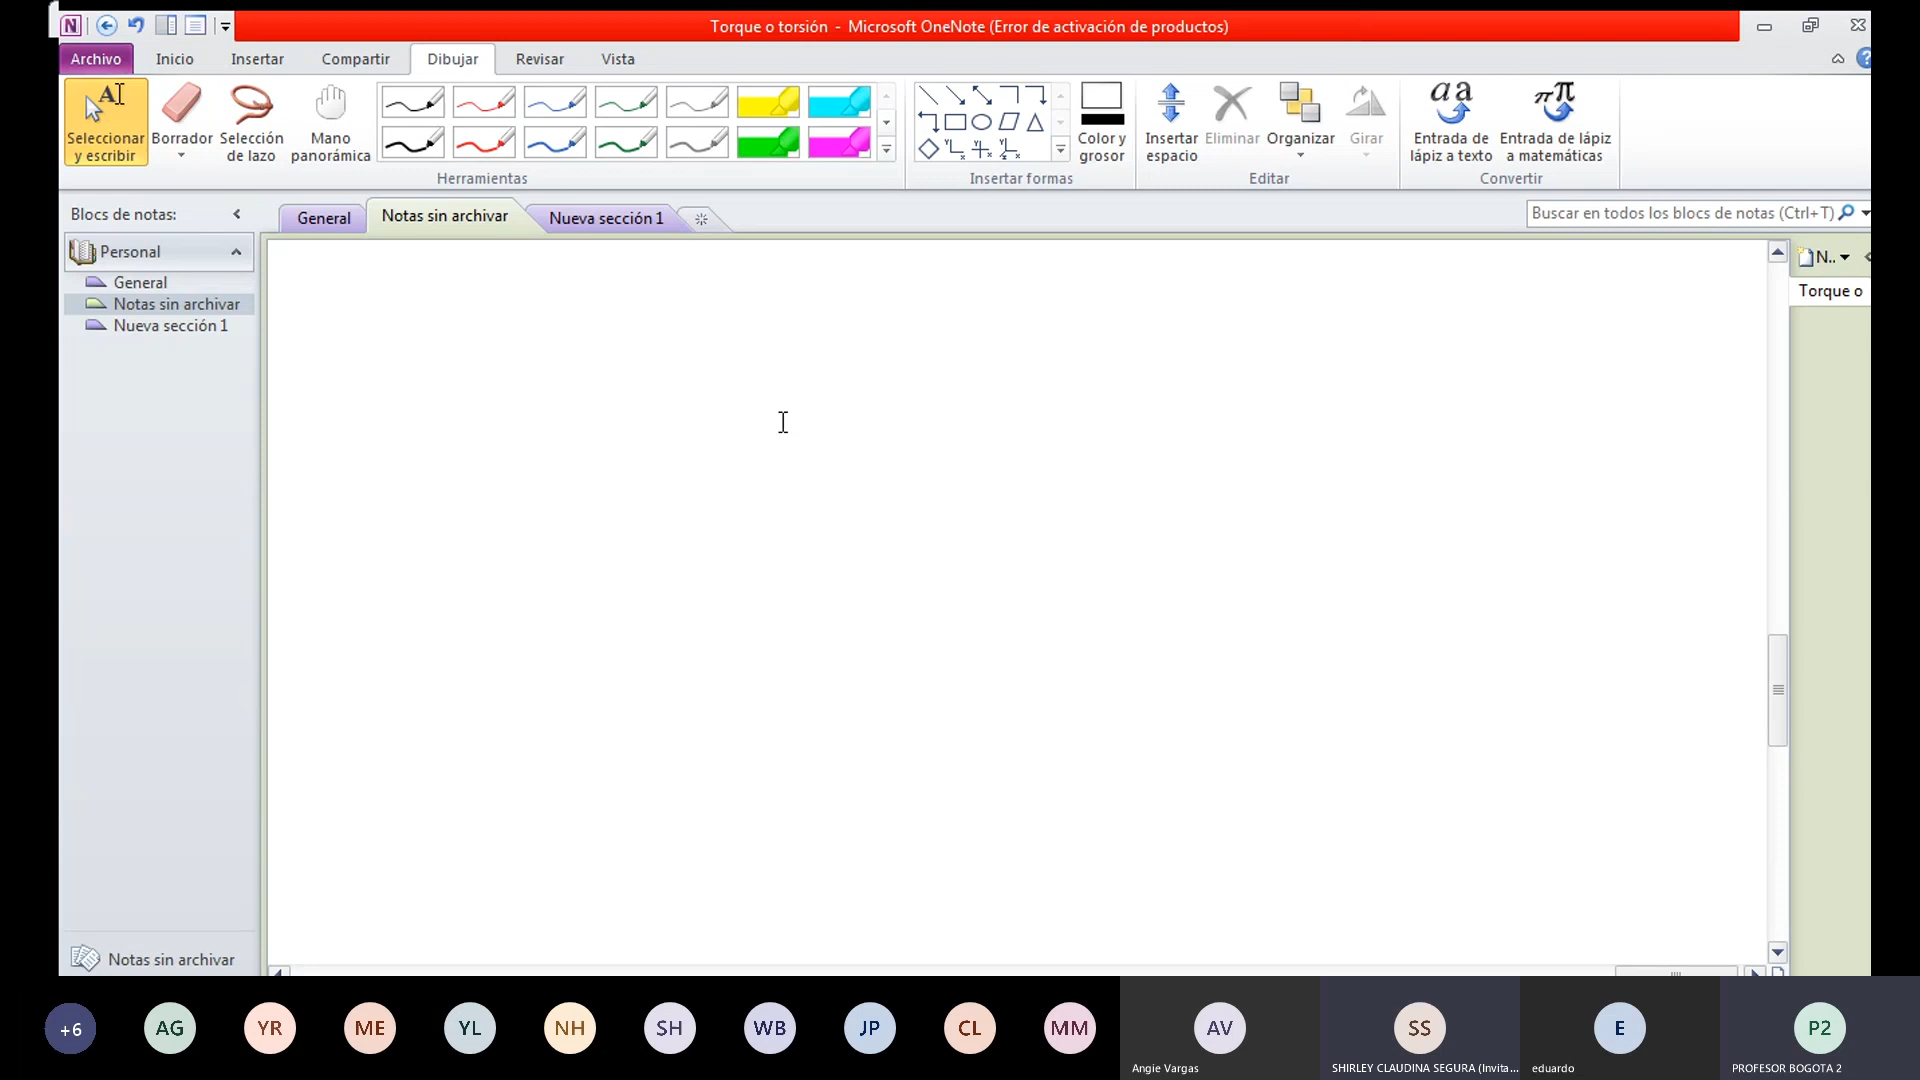 Torque o torsión - Microsoft OneNote (Error de activación de productos)
Archivo Inicio Insertar Compartir Dibujar Revisar Vista
Seleccionar y escribir
Borrador
Selección de lazo
Mano panorámica
Herramientas
Insertar formas
Color y grosor
Insertar espacio
Eliminar
Organizar
Girar
Editar
Entrada de lápiz a texto
Entrada de lápiz a matemáticas
Convertir
Blocs de notas:
General Notas sin archivar Nueva sección 1
Buscar en todos los blocs de notas (Ctrl+T)
Personal
General
Notas sin archivar
Nueva sección 1
N..
Torque o
Notas sin archivar
+6 AG YR ME YL NH SH WB JP CL MM AV SS E P2
Angie Vargas
SHIRLEY CLAUDINA SEGURA (Invita...
eduardo
PROFESOR BOGOTA 2